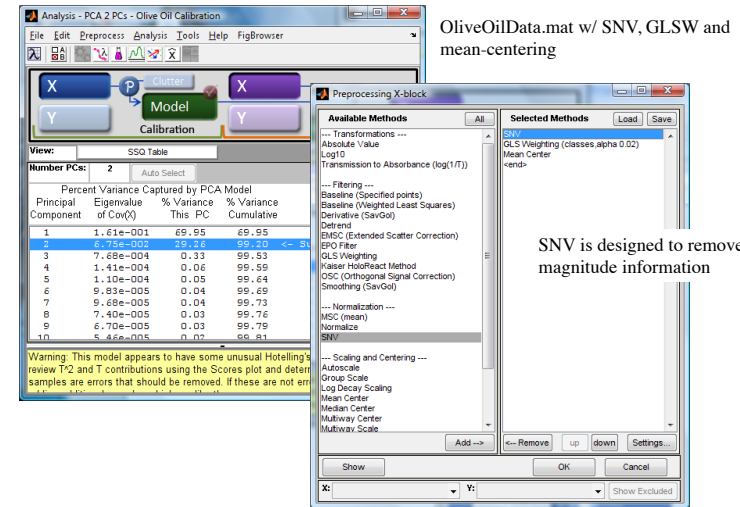 Analysis - PCA 2 PCs - Olive Oil Calibration
File Edit Preprocess Analysis Tools Help FigBrowser
X
P
Clutter
X
Model
Y
Y
Calibration
View:
SSQ Table
Number PCs:
2
Auto Select
Percent Variance Captured by PCA Model
Principal Eigenvalue % Variance % Variance
Component of Cov(X) This PC Cumulative
1 1.61e-001 69.95 69.95
2 6.75e-002 29.26 99.20 <- Su
3 7.68e-004 0.33 99.53
4 1.41e-004 0.06 99.59
5 1.10e-004 0.05 99.64
6 9.83e-005 0.04 99.69
7 9.68e-005 0.04 99.73
8 7.40e-005 0.03 99.76
9 6.70e-005 0.03 99.79
10 5.46e-005 0.02 99.81
Warning: This model appears to have some unusual Hotelling's
review T^2 and T contributions using the Scores plot and deter
samples are errors that should be removed. If these are not err
OliveOilData.mat w/ SNV, GLSW and
mean-centering
Preprocessing X-block
Available Methods
All
--- Transformations ---
Absolute Value
Log10
Transmission to Absorbance (log(1/T))
--- Filtering ---
Baseline (Specified points)
Baseline (Weighted Least Squares)
Derivative (SavGol)
Detrend
EMSC (Extended Scatter Correction)
EPO Filter
GLS Weighting
Kaiser HoloReact Method
OSC (Orthogonal Signal Correction)
Smoothing (SavGol)
--- Normalization ---
MSC (mean)
Normalize
SNV
--- Scaling and Centering ---
Autoscale
Group Scale
Log Decay Scaling
Mean Center
Median Center
Multiway Center
Multiway Scale
Add -->
Selected Methods
Load
Save
SNV
GLS Weighting (classes,alpha 0.02)
Mean Center
<end>
SNV is designed to remove
magnitude information
<-- Remove
up
down
Settings...
Show
OK
Cancel
X:
Y:
Show Excluded